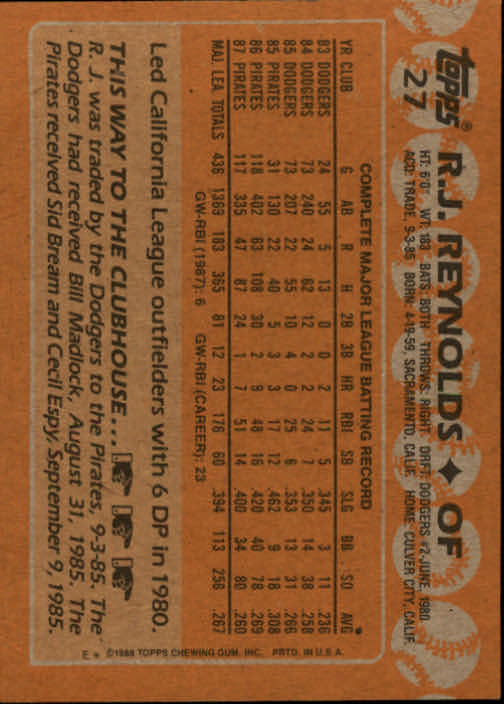 topps®
27
R.J. REYNOLDS ✦ OF
HT: 6'0" WT: 183 BATS: BOTH THROWS: RIGHT DRFT: DODGERS #2-JUNE 1980
ACQ: TRADE, 9-3-85 BORN: 4-19-59, SACRAMENTO, CALIF. HOME: CULVER CITY, CALIF.
COMPLETE MAJOR LEAGUE BATTING RECORD
YR CLUB G AB R H 2B 3B HR RBI SB SLG BB SO AVG
83 DODGERS 24 55 5 13 0 0 2 11 5 .345 3 11 .236
84 DODGERS 73 240 24 62 12 2 2 24 7 .350 14 38 .258
85 DODGERS 73 207 22 55 10 4 0 25 6 .353 13 31 .266
85 PIRATES 31 130 22 40 5 3 3 17 12 .462 9 18 .308
86 PIRATES 118 402 63 108 30 2 9 48 16 .420 40 78 .269
87 PIRATES 117 335 47 87 24 1 7 51 14 .400 34 80 .260
MAJ. LEA. TOTALS 436 1369 183 365 81 12 23 176 60 .394 113 256 .267
GW-RBI (1987): 6 GW-RBI (CAREER): 23
Led California League outfielders with 6 DP in 1980.
THIS WAY TO THE CLUBHOUSE...
R. J. was traded by the Dodgers to the Pirates, 9-3-85. The
Dodgers had received Bill Madlock, August 31, 1985. The
Pirates received Sid Bream and Cecil Espy, September 9, 1985.
E * ©1988 TOPPS CHEWING GUM, INC. PRTD. IN U.S.A.